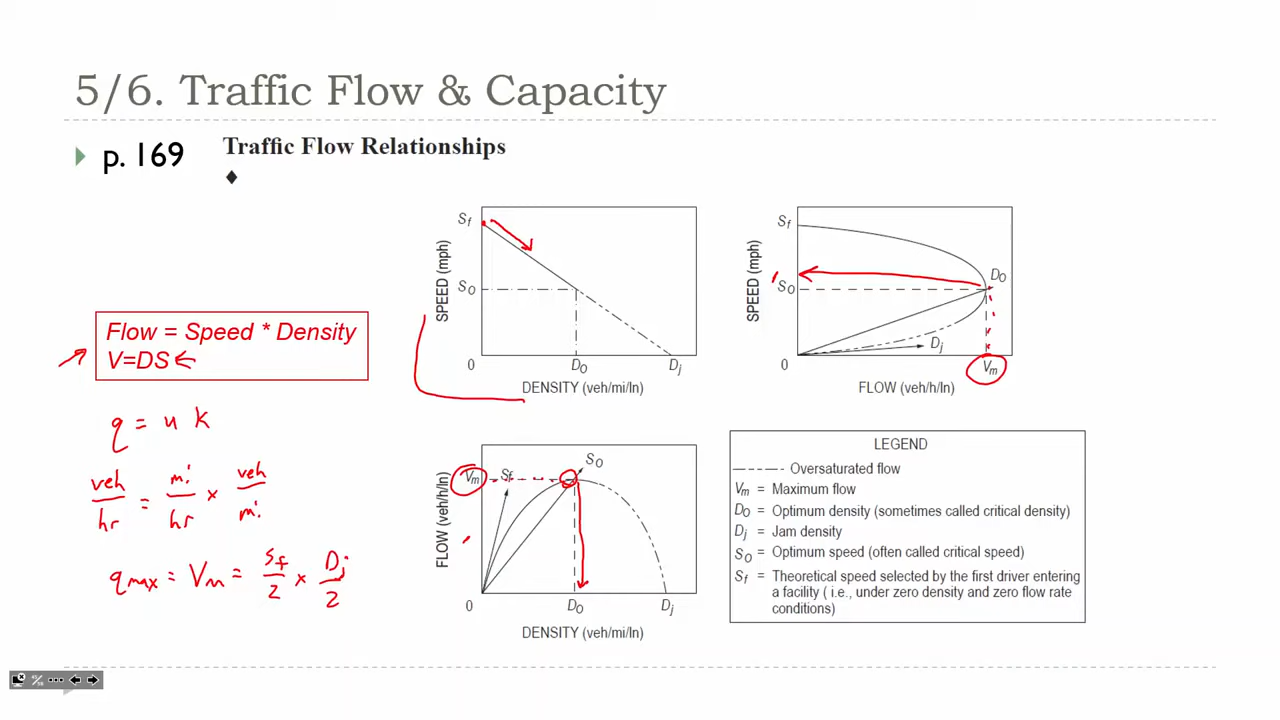 5/6. Traffic Flow & Capacity
p. 169
Traffic Flow Relationships
Flow = Speed * Density
V=DS
q = u k
veh/hr = mi/hr × veh/mi
qmax = Vm = Sf/2 × Dj/2
SPEED (mph)
Sf
SO
0
DO
Dj
DENSITY (veh/mi/ln)
SPEED (mph)
Sf
SO
0
DO
Dj
Vm
FLOW (veh/h/ln)
FLOW (veh/h/ln)
Vm
Sf
SO
0
DO
Dj
DENSITY (veh/mi/ln)
LEGEND
Oversaturated flow
Vm = Maximum flow
DO = Optimum density (sometimes called critical density)
Dj = Jam density
SO = Optimum speed (often called critical speed)
Sf = Theoretical speed selected by the first driver entering
a facility ( i.e., under zero density and zero flow rate
conditions)